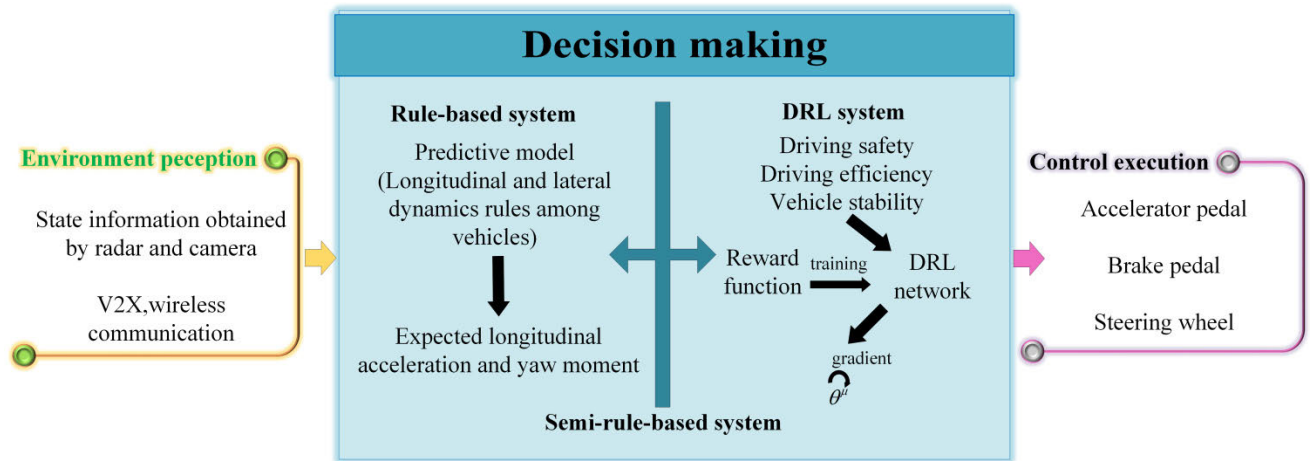 Decision making
Environment peception
State information obtained
by radar and camera
V2X,wireless
communication
Rule-based system
Predictive model
(Longitudinal and lateral
dynamics rules among
vehicles)
Expected longitudinal
acceleration and yaw moment
DRL system
Driving safety
Driving efficiency
Vehicle stability
Reward
function
training
DRL
network
gradient
θ^μ
Semi-rule-based system
Control execution
Accelerator pedal
Brake pedal
Steering wheel